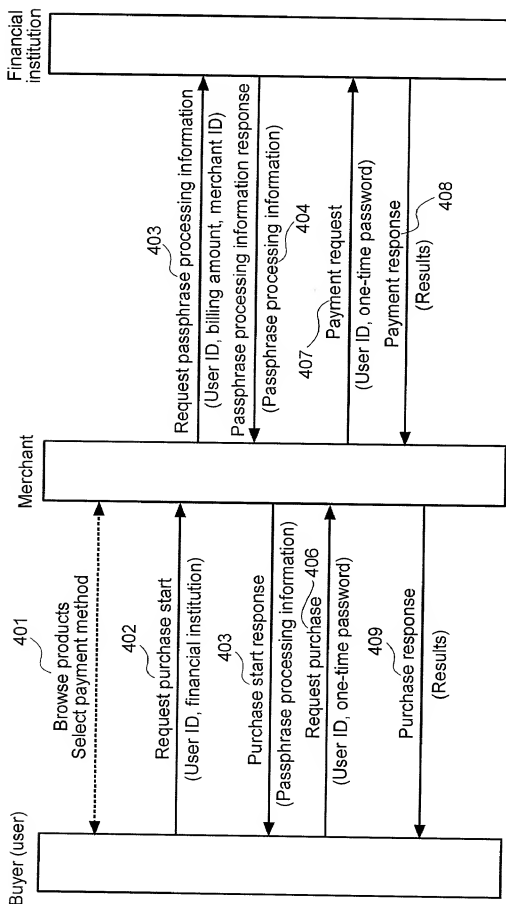 Buyer (user)
Merchant
Financial
institution
401
Browse products
Select payment method
402
Request purchase start
(User ID, financial institution)
403
Request passphrase processing information
(User ID, billing amount, merchant ID)
Passphrase processing information response
404
(Passphrase processing information)
403
Purchase start response
(Passphrase processing information)
Request purchase
406
(User ID, one-time password)
407
Payment request
(User ID, one-time password)
Payment response
408
(Results)
409
Purchase response
(Results)